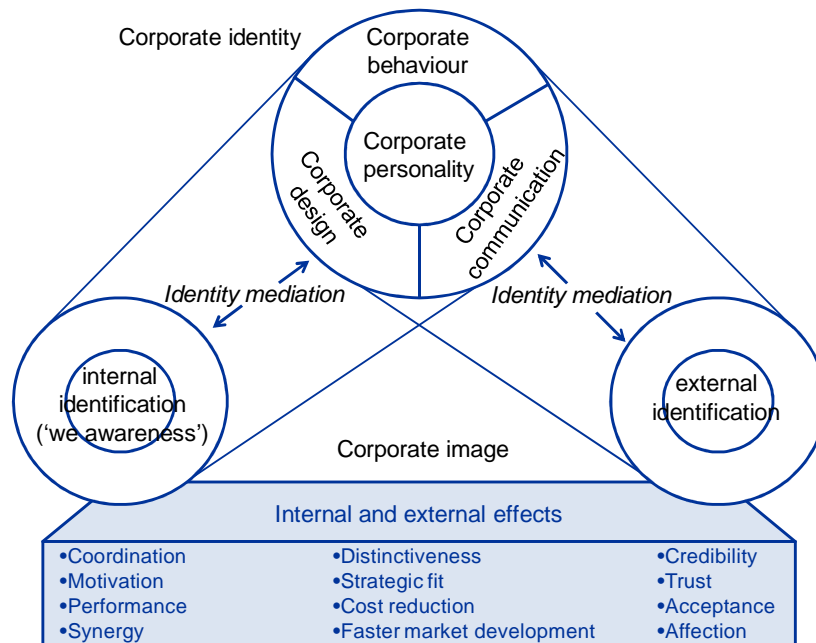 Corporate identity
Corporate
behaviour
Corporate
personality
Corporate
design
Corporate
communication
Identity mediation
Identity mediation
internal
identification
(‘we awareness’)
external
identification
Corporate image
Internal and external effects
•Coordination
•Motivation
•Performance
•Synergy
•Distinctiveness
•Strategic fit
•Cost reduction
•Faster market development
•Credibility
•Trust
•Acceptance
•Affection